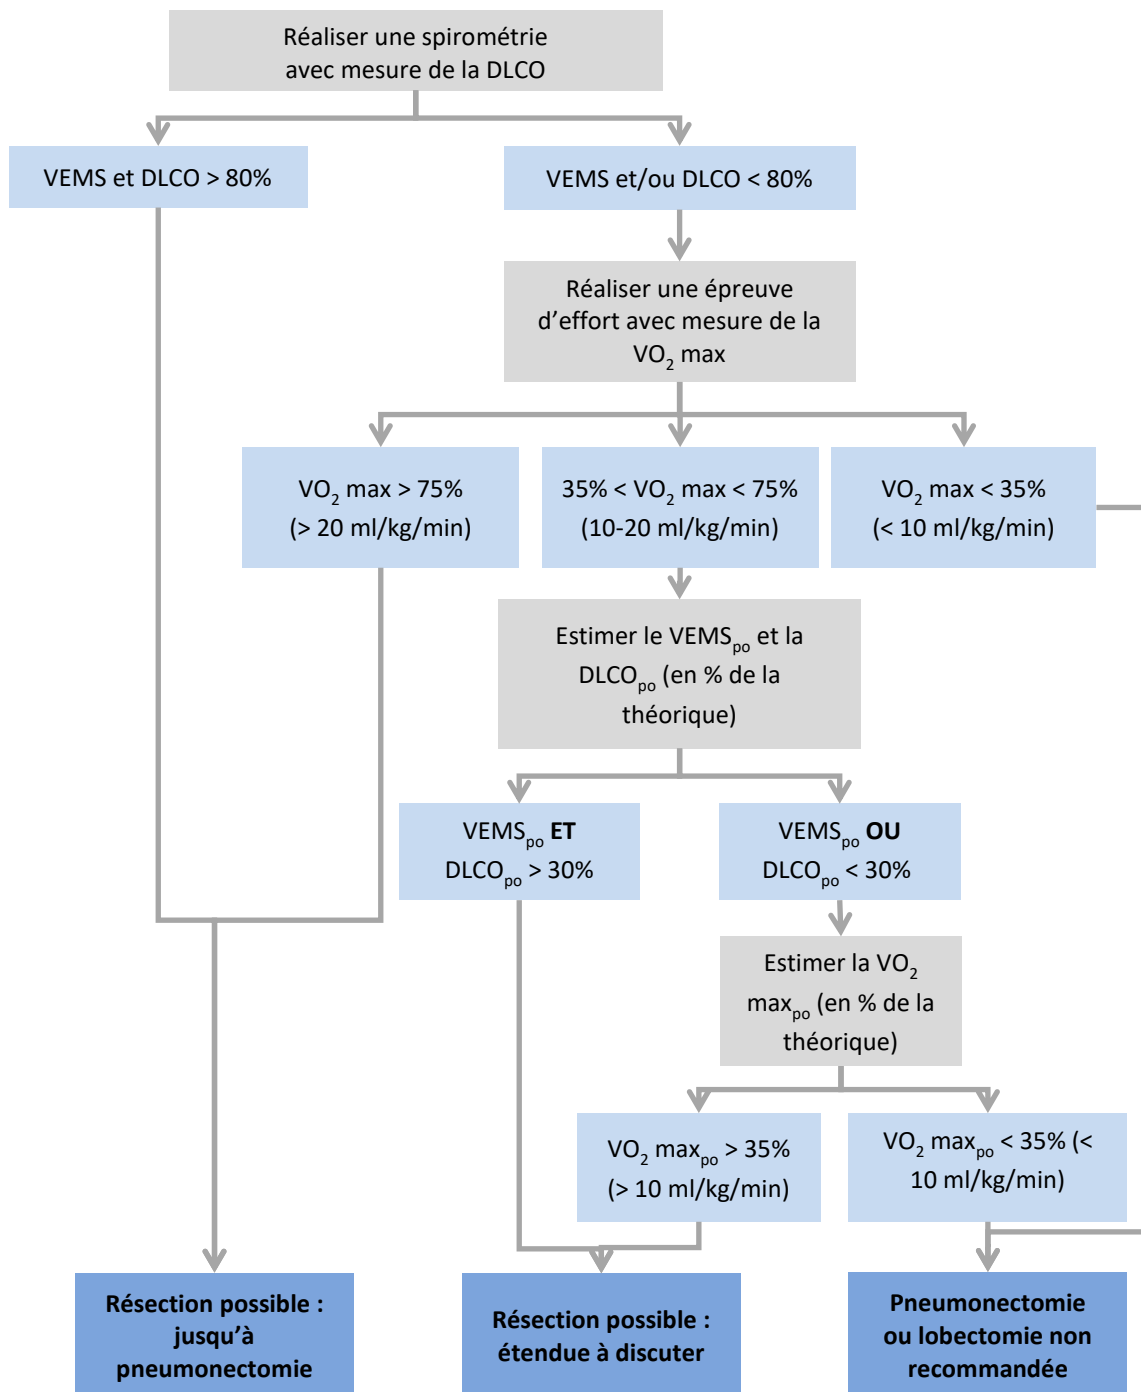 Réaliser une spirométrie
avec mesure de la DLCO
VEMS et DLCO > 80%
VEMS et/ou DLCO < 80%
Réaliser une épreuve
d’effort avec mesure de la
VO2 max
VO2 max > 75%
(> 20 ml/kg/min)
35% < VO2 max < 75%
(10-20 ml/kg/min)
VO2 max < 35%
(< 10 ml/kg/min)
Estimer le VEMSpo et la
DLCOpo (en % de la
théorique)
VEMSpo ET
DLCOpo > 30%
VEMSpo OU
DLCOpo < 30%
Estimer la VO2
maxpo (en % de la
théorique)
VO2 maxpo > 35%
(> 10 ml/kg/min)
VO2 maxpo < 35% (<
10 ml/kg/min)
Résection possible :
jusqu’à
pneumonectomie
Résection possible :
étendue à discuter
Pneumonectomie
ou lobectomie non
recommandée